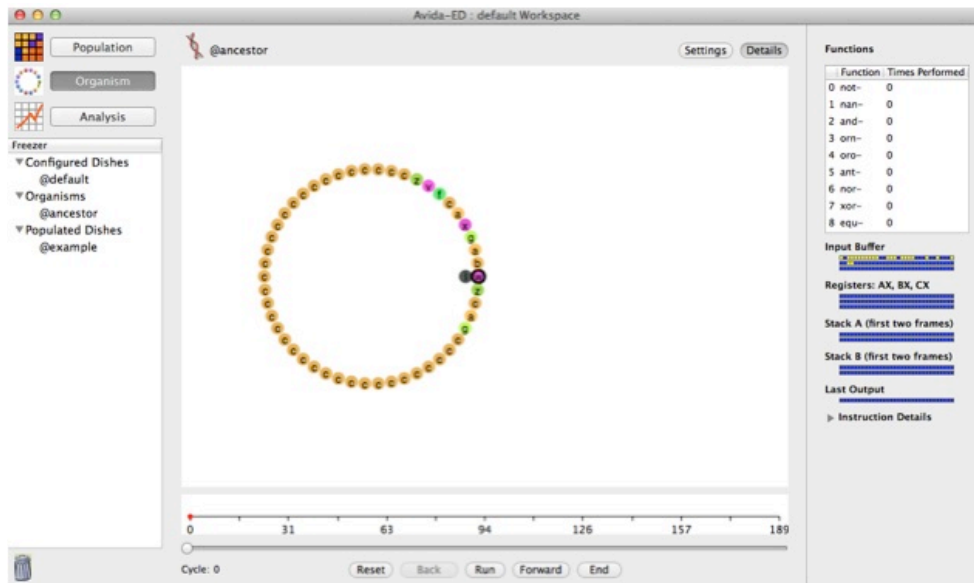 Avida-ED : default Workspace
Population
Organism
Analysis
Freezer
▼Configured Dishes
@default
▼Organisms
@ancestor
▼Populated Dishes
@example
@ancestor
Settings
Details
0 31 63 94 126 157 189
Cycle: 0
Reset Back Run Forward End
Functions
Function Times Performed
0 not- 0
1 nan- 0
2 and- 0
3 orn- 0
4 oro- 0
5 ant- 0
6 nor- 0
7 xor- 0
8 equ- 0
Input Buffer
Registers: AX, BX, CX
Stack A (first two frames)
Stack B (first two frames)
Last Output
▶ Instruction Details